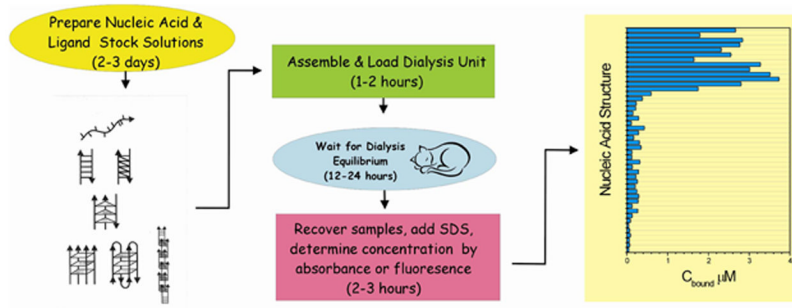 Prepare Nucleic Acid &
Ligand Stock Solutions
(2-3 days)
Assemble & Load Dialysis Unit
(1-2 hours)
Wait for Dialysis
Equilibrium
(12-24 hours)
Recover samples, add SDS,
determine concentration by
absorbance or fluoresence
(2-3 hours)
Nucleic Acid Structure
0 1 2 3 4
Cbound μM